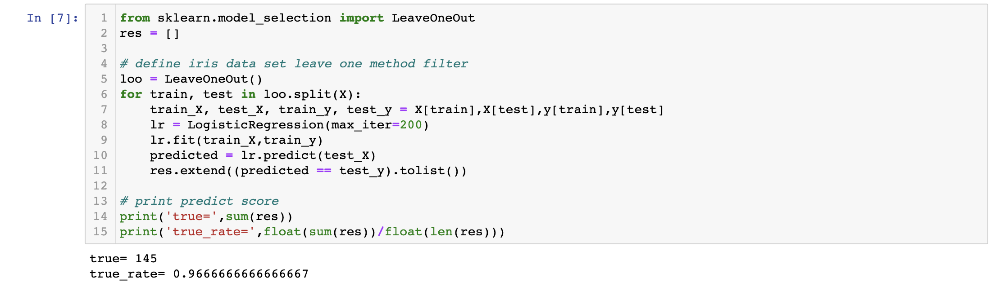 In [7]:
1 from sklearn.model_selection import LeaveOneOut
2 res = []
3
4 # define iris data set leave one method filter
5 loo = LeaveOneOut()
6 for train, test in loo.split(X):
7     train_X, test_X, train_y, test_y = X[train],X[test],y[train],y[test]
8     lr = LogisticRegression(max_iter=200)
9     lr.fit(train_X,train_y)
10     predicted = lr.predict(test_X)
11     res.extend((predicted == test_y).tolist())
12
13 # print predict score
14 print('true=',sum(res))
15 print('true_rate=',float(sum(res))/float(len(res)))
true= 145
true_rate= 0.9666666666666667